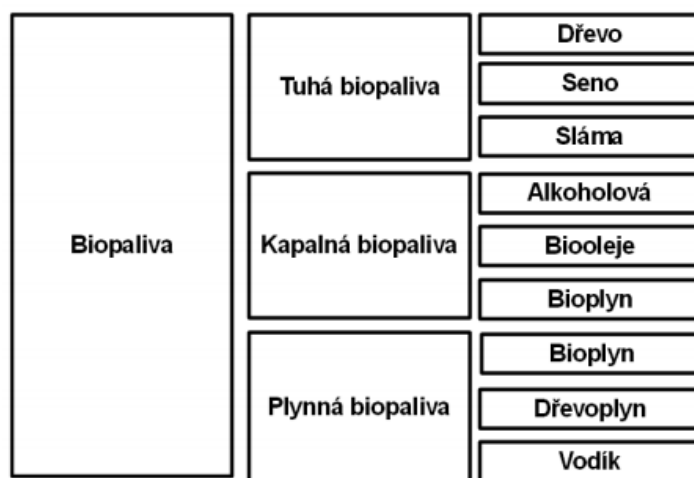 Biopaliva
Tuhá biopaliva
Dřevo
Seno
Sláma
Kapalná biopaliva
Alkoholová
Biooleje
Bioplyn
Plynná biopaliva
Bioplyn
Dřevoplyn
Vodík